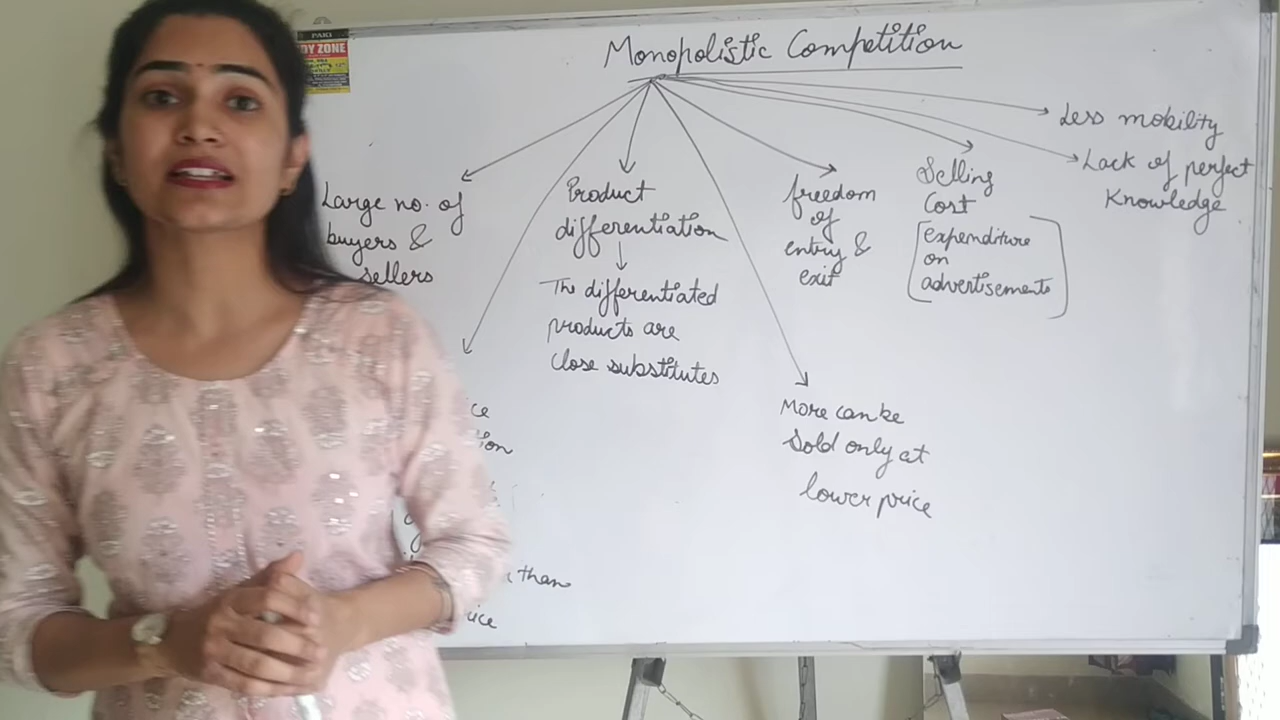 Monopolistic Competition
Large no. of
buyers &
sellers
Product
differentiation
The differentiated
products are
close substitutes
freedom
of
entry &
exit
Selling
Cost
[expenditure
on
advertisements]
Less mobility
Lack of perfect
Knowledge
More can be
Sold only at
lower price
than